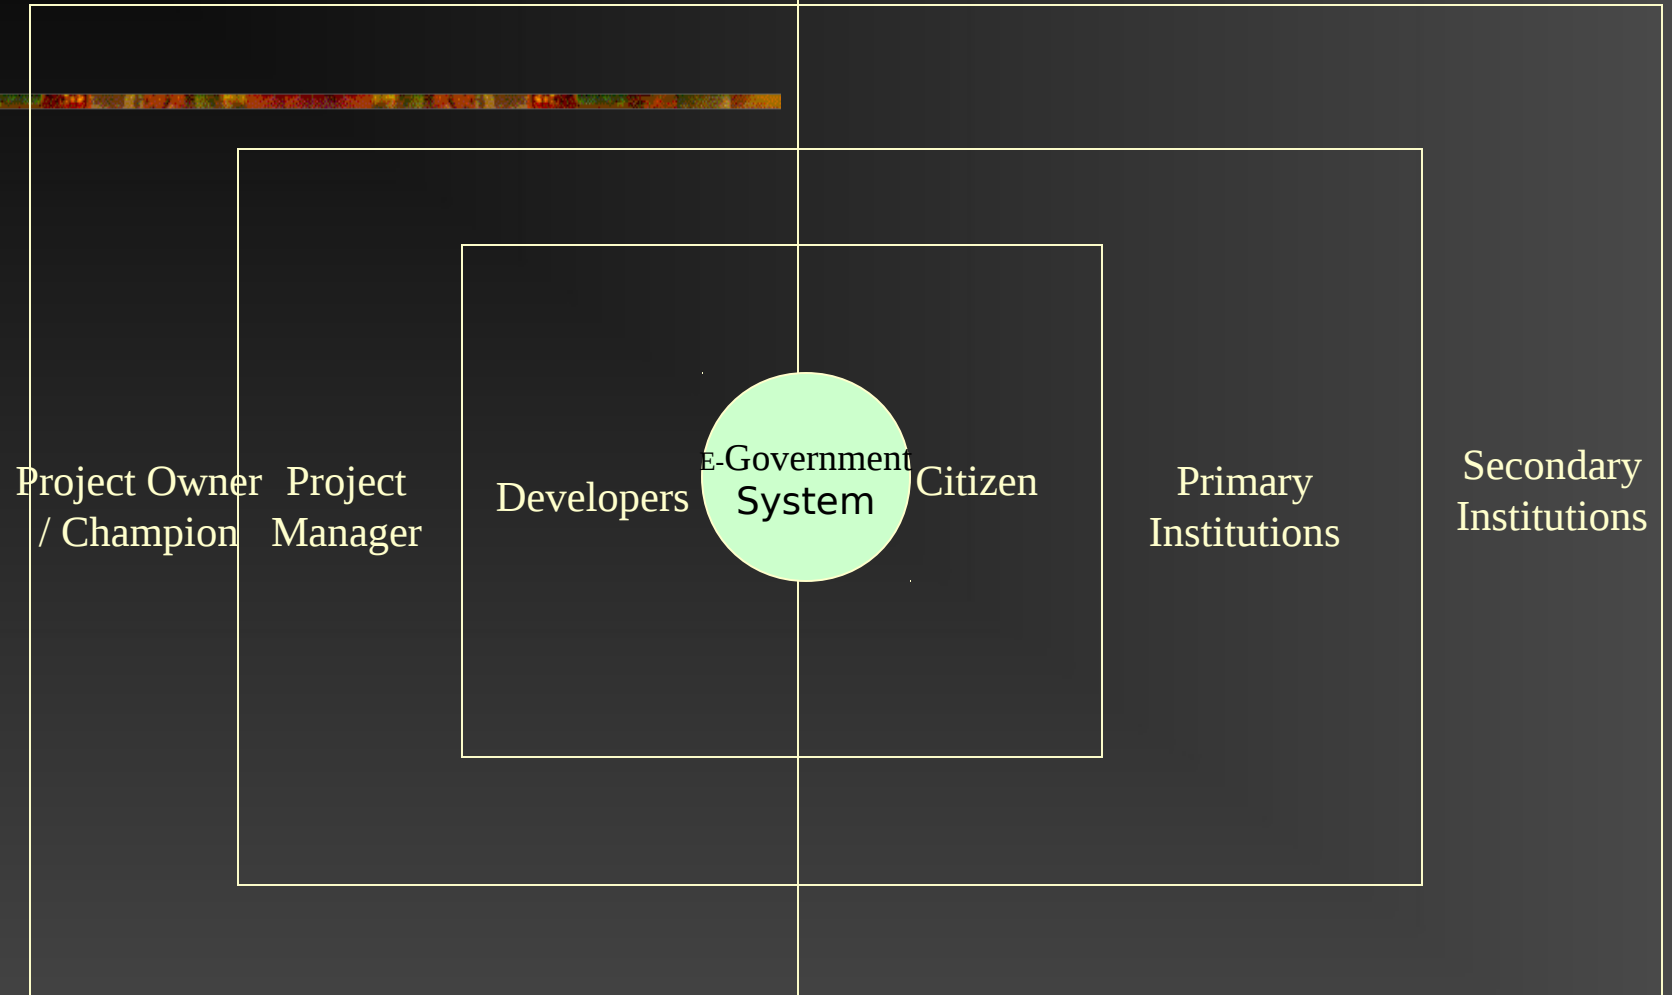 Project Owner
/ Champion
Project
Manager
Developers
E-Government
System
Citizen
Primary
Institutions
Secondary
Institutions